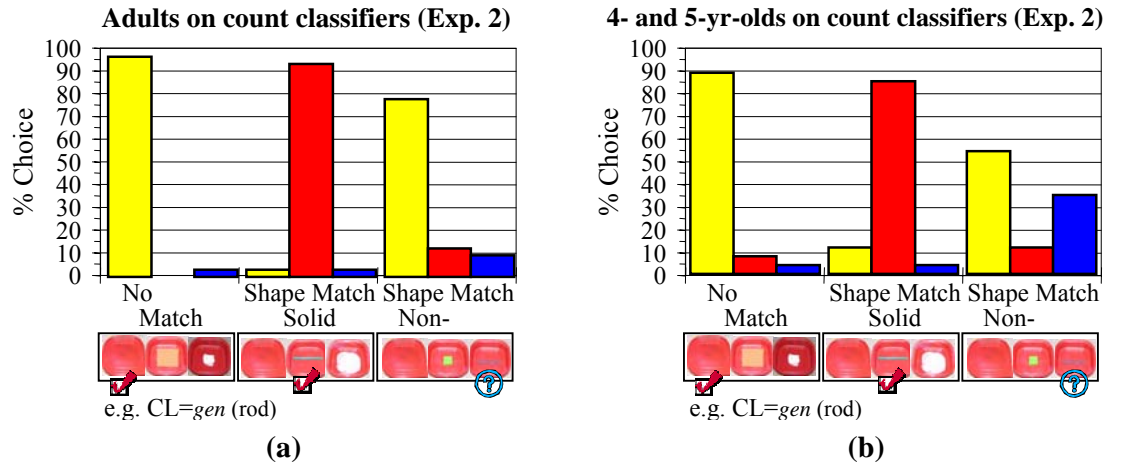 Adults on count classifiers (Exp. 2)
% Choice
100
90
80
70
60
50
40
30
20
10
0
No Match
Shape Match Solid
Shape Match Non-
?
e.g. CL=gen (rod)
(a)
4- and 5-yr-olds on count classifiers (Exp. 2)
% Choice
100
90
80
70
60
50
40
30
20
10
0
No Match
Shape Match Solid
Shape Match Non-
?
e.g. CL=gen (rod)
(b)